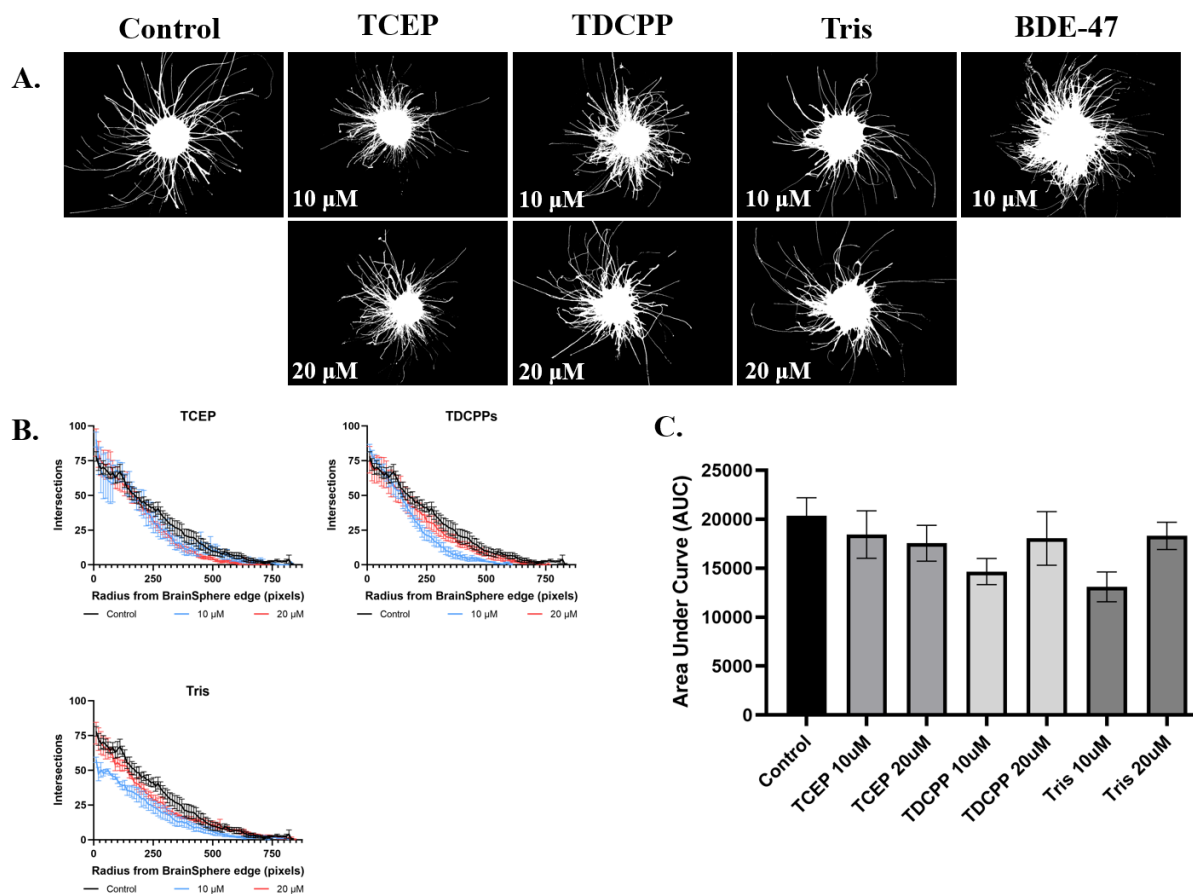 Control TCEP TDCPP Tris BDE-47
A.
10 µM 10 µM 10 µM 10 µM
20 µM 20 µM 20 µM
B.
TCEP
100
75
50
25
0
Intersections
0 250 500 750
Radius from BrainSphere edge (pixels)
Control 10 µM 20 µM
TDCPPs
100
75
50
25
0
Intersections
0 250 500 750
Radius from BrainSphere edge (pixels)
Control 10 µM 20 µM
Tris
100
75
50
25
0
Intersections
0 250 500 750
Radius from BrainSphere edge (pixels)
Control 10 µM 20 µM
C.
25000
20000
15000
10000
5000
0
Area Under Curve (AUC)
Control
TCEP 10uM
TCEP 20uM
TDCPP 10uM
TDCPP 20uM
Tris 10uM
Tris 20uM